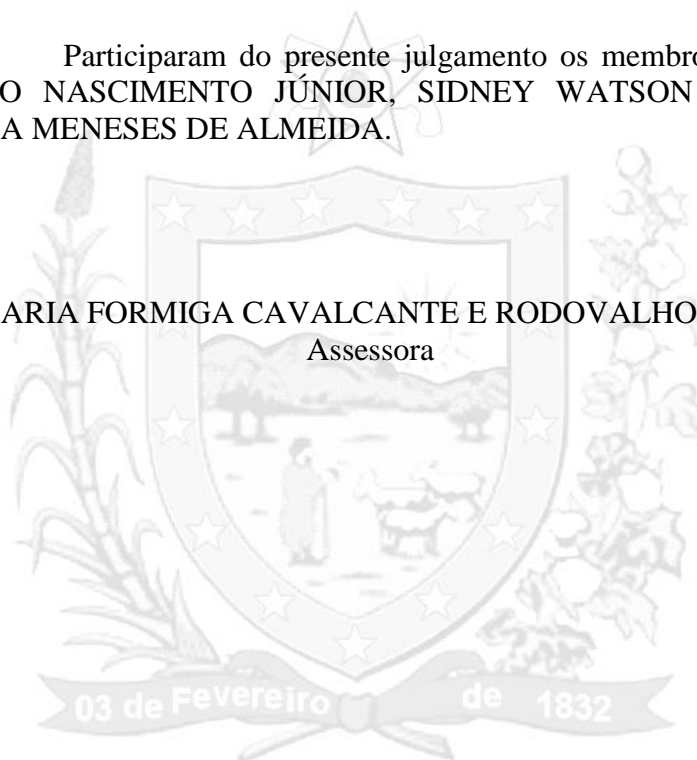 Participaram do presente julgamento os membro
O NASCIMENTO JÚNIOR, SIDNEY WATSON
A MENESES DE ALMEIDA.
ARIA FORMIGA CAVALCANTE E RODOVALHO
Assessora
03 de Fevereiro de 1832